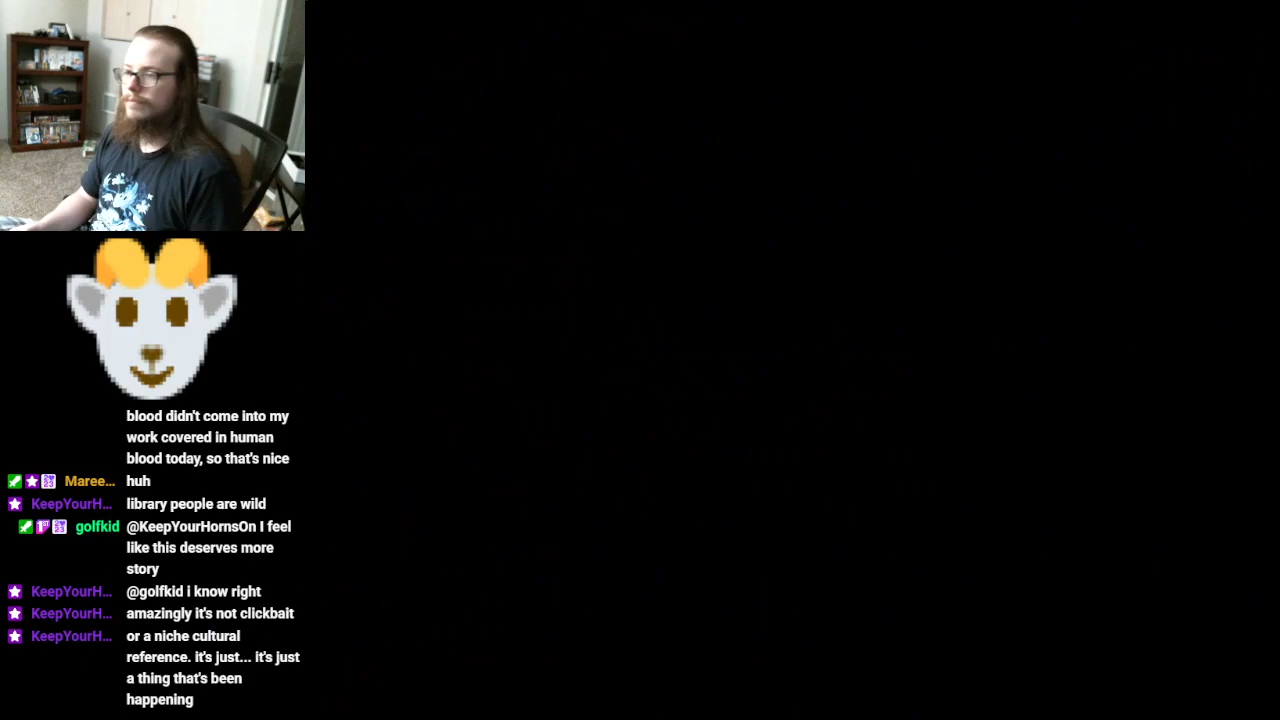 blood didn't come into my
work covered in human
blood today, so that's nice
Maree... huh
KeepYourH... library people are wild
golfkid @KeepYourHornsOn I feel
like this deserves more
story
KeepYourH... @golfkid i know right
KeepYourH... amazingly it's not clickbait
KeepYourH... or a niche cultural
reference. it's just... it's just
a thing that's been
happening